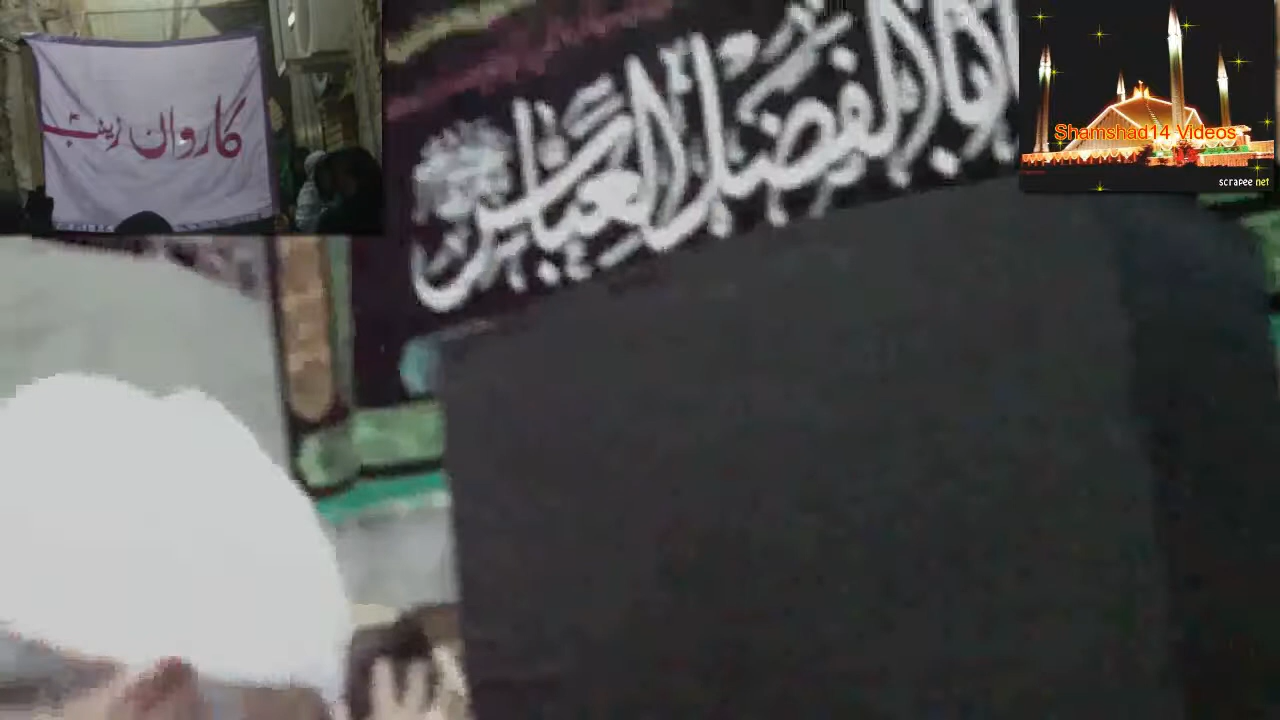 کاروان زینبؑ
ابا الفضل العباس
Shamshad14 Videos
scrapee net